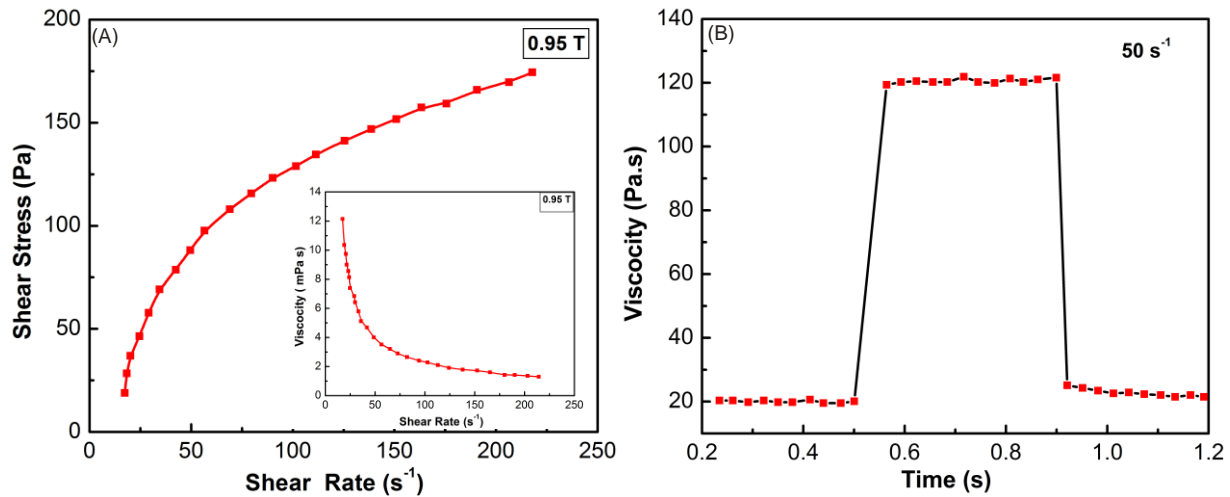 (A)
0.95 T
200
150
100
50
0
Shear Stress (Pa)
0 50 100 150 200 250
Shear Rate (s-1)
0.95 T
14
12
10
8
6
4
2
0
Viscocity ( mPa s)
0 50 100 150 200 250
Shear Rate (s-1)
(B)
50 s-1
140
120
100
80
60
40
20
Viscocity (Pa.s)
0.2 0.4 0.6 0.8 1.0 1.2
Time (s)